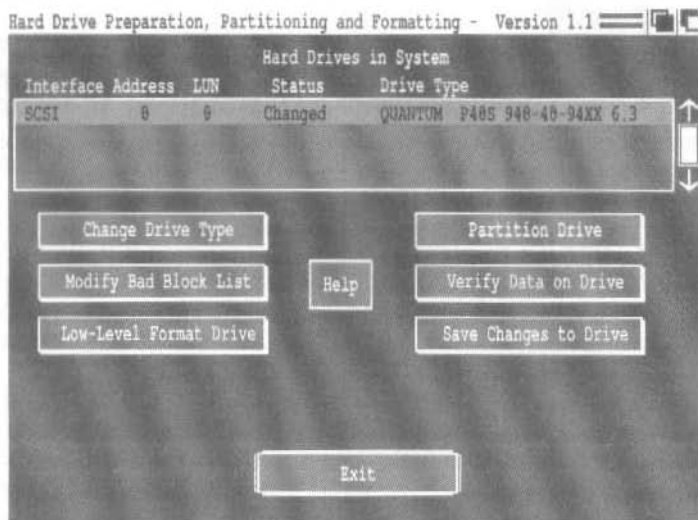 Hard Drive Preparation, Partitioning and Formatting - Version 1.1
Hard Drives in System
Interface Address LUN Status Drive Type
SCSI 0 0 Changed QUANTUM P40S 940-40-94XX 6.3
Change Drive Type
Partition Drive
Modify Bad Block List
Help
Verify Data on Drive
Low-Level Format Drive
Save Changes to Drive
Exit